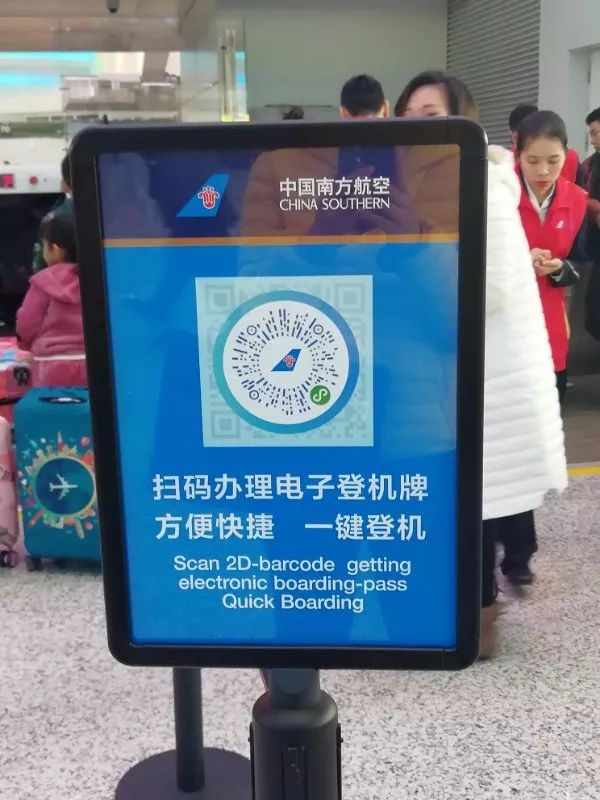 中国南方航空
CHINA SOUTHERN
扫码办理电子登机牌
方便快捷 一键登机
Scan 2D-barcode getting
electronic boarding-pass
Quick Boarding